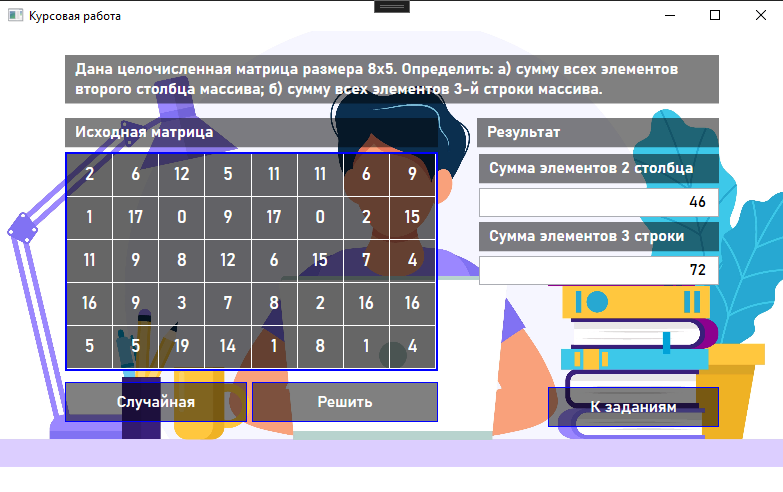 Курсовая работа
Дана целочисленная матрица размера 8x5. Определить: а) сумму всех элементов
второго столбца массива; б) сумму всех элементов 3-й строки массива.
Исходная матрица
Результат
2 6 12 5 11 11 6 9
1 17 0 9 17 0 2 15
11 9 8 12 6 15 7 4
16 9 3 7 8 2 16 16
5 5 19 14 1 8 1 4
Сумма элементов 2 столбца
46
Сумма элементов 3 строки
72
Случайная
Решить
К заданиям